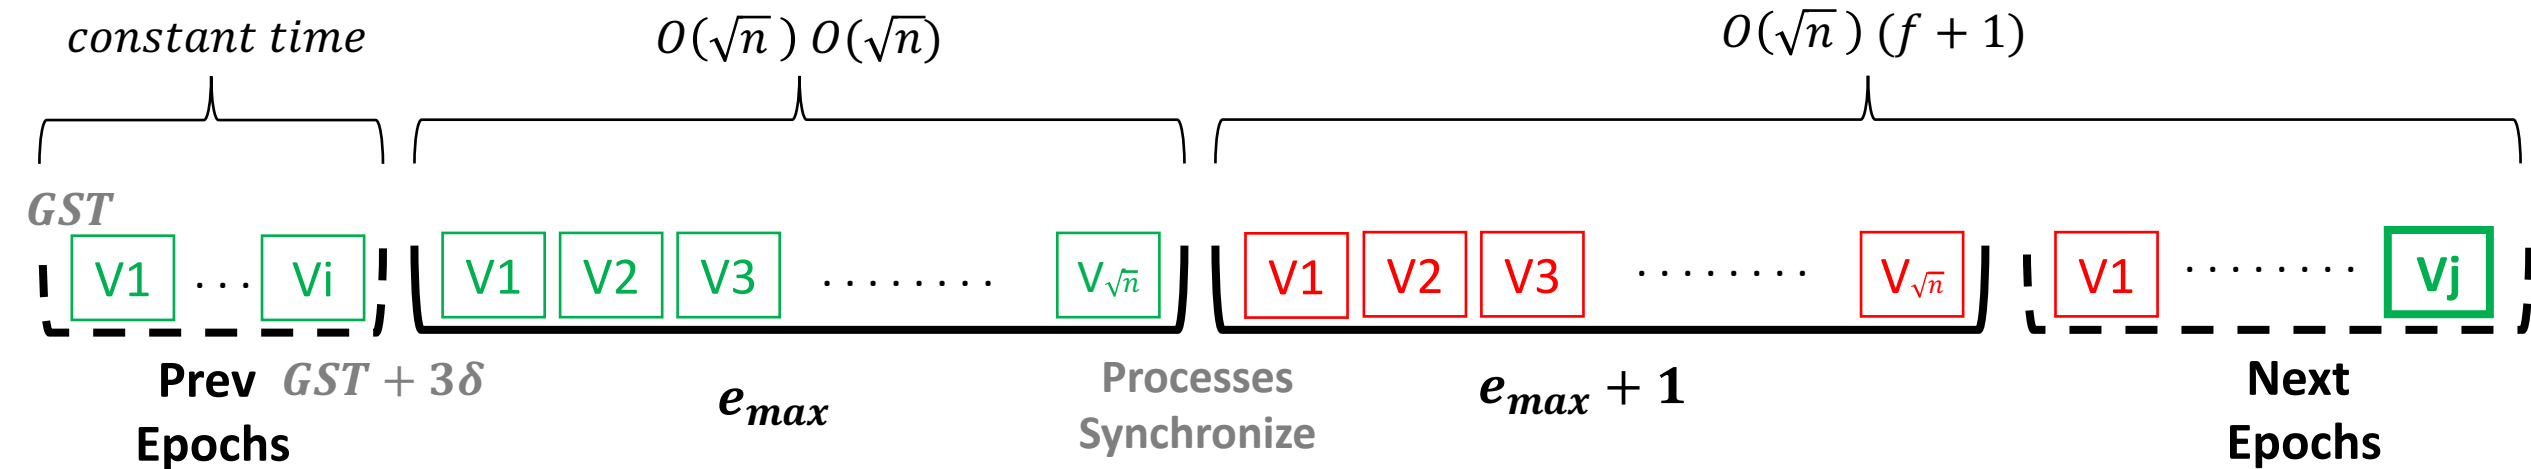 constant time
O(√n) O(√n)
O(√n) (f + 1)
GST
V1 ... Vi
V1 V2 V3 ........ V√n
V1 V2 V3 ........ V√n
V1 ........ Vj
Prev Epochs
GST + 3δ
e_max
Processes Synchronize
e_max + 1
Next Epochs